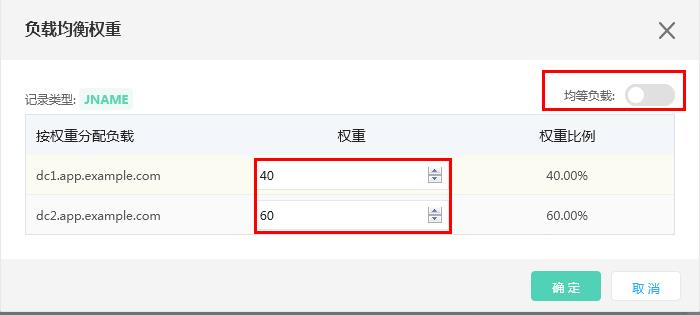 负载均衡权重
记录类型: JNAME 均等负载:
按权重分配负载 权重 权重比例
dc1.app.example.com 40 40.00%
dc2.app.example.com 60 60.00%
确定 取消